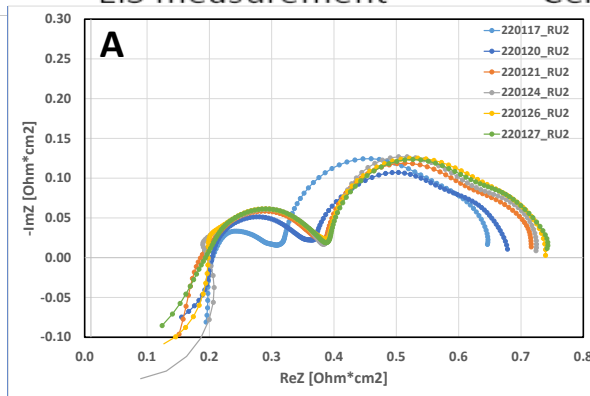 EIS measurement
A
220117_RU2
220120_RU2
220121_RU2
220124_RU2
220126_RU2
220127_RU2
-ImZ [Ohm*cm2]
0.30
0.25
0.20
0.15
0.10
0.05
0.00
-0.05
-0.10
0.0 0.1 0.2 0.3 0.4 0.5 0.6 0.7 0.8
ReZ [Ohm*cm2]